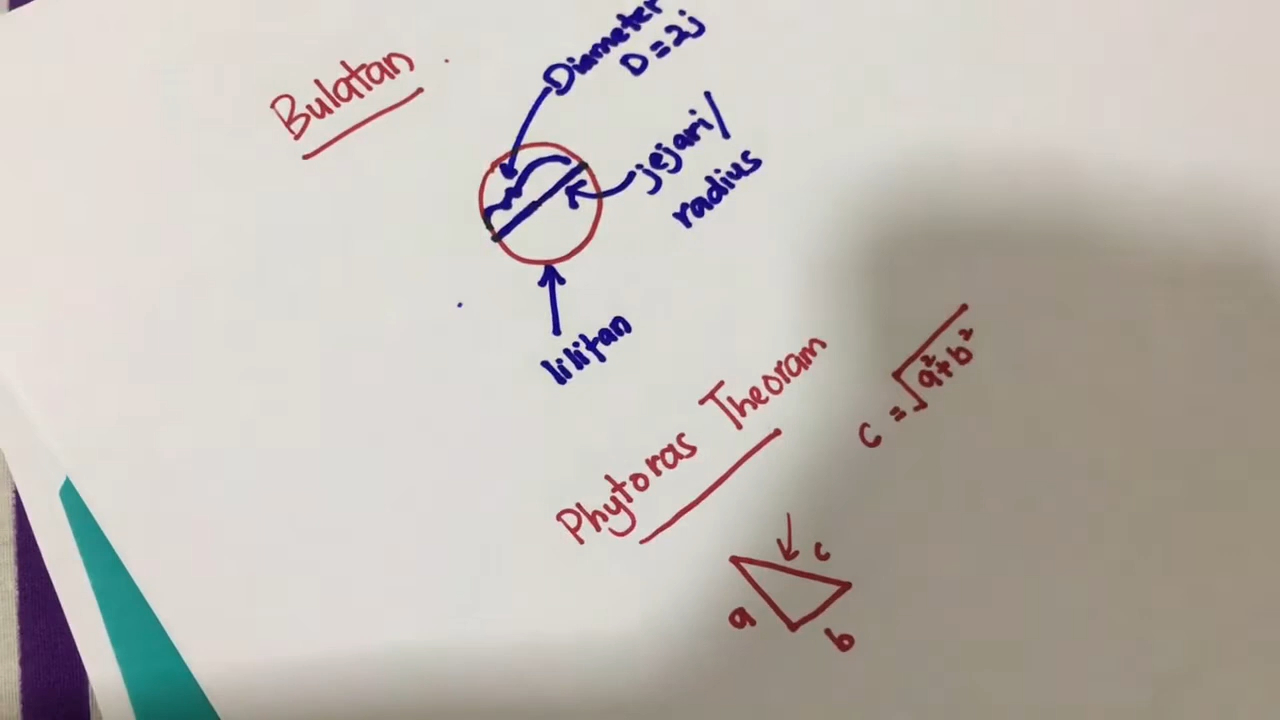 Bulatan
Diameter
D = 2j
jejari/
radius
lilitan
Phytoras Theoram
c = √a²+b²
c
a
b